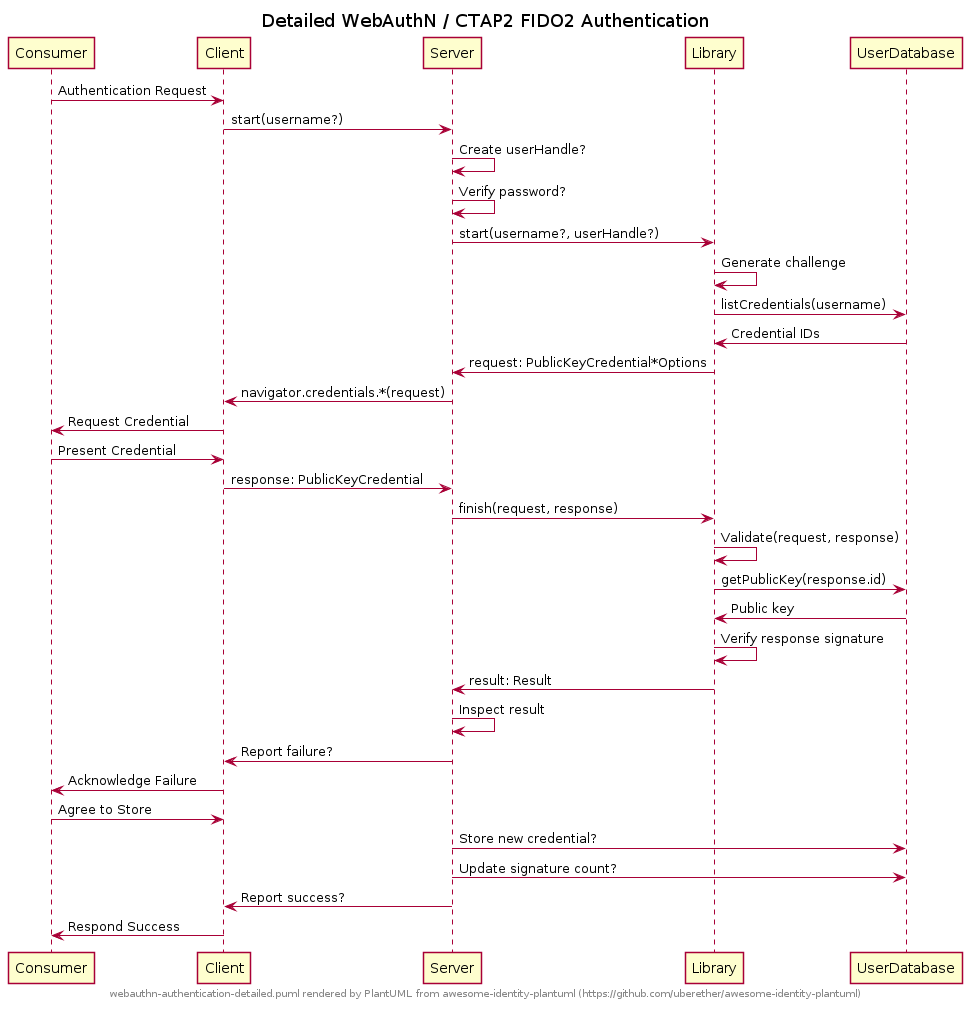 Detailed WebAuthN / CTAP2 FIDO2 Authentication
Consumer Client Server Library UserDatabase
Authentication Request
start(username?)
Create userHandle?
Verify password?
start(username?, userHandle?)
Generate challenge
listCredentials(username)
Credential IDs
request: PublicKeyCredential*Options
navigator.credentials.*(request)
Request Credential
Present Credential
response: PublicKeyCredential
finish(request, response)
Validate(request, response)
getPublicKey(response.id)
Public key
Verify response signature
result: Result
Inspect result
Report failure?
Acknowledge Failure
Agree to Store
Store new credential?
Update signature count?
Report success?
Respond Success
Consumer Client Server Library UserDatabase
webauthn-authentication-detailed.puml rendered by PlantUML from awesome-identity-plantuml (https://github.com/uberether/awesome-identity-plantuml)